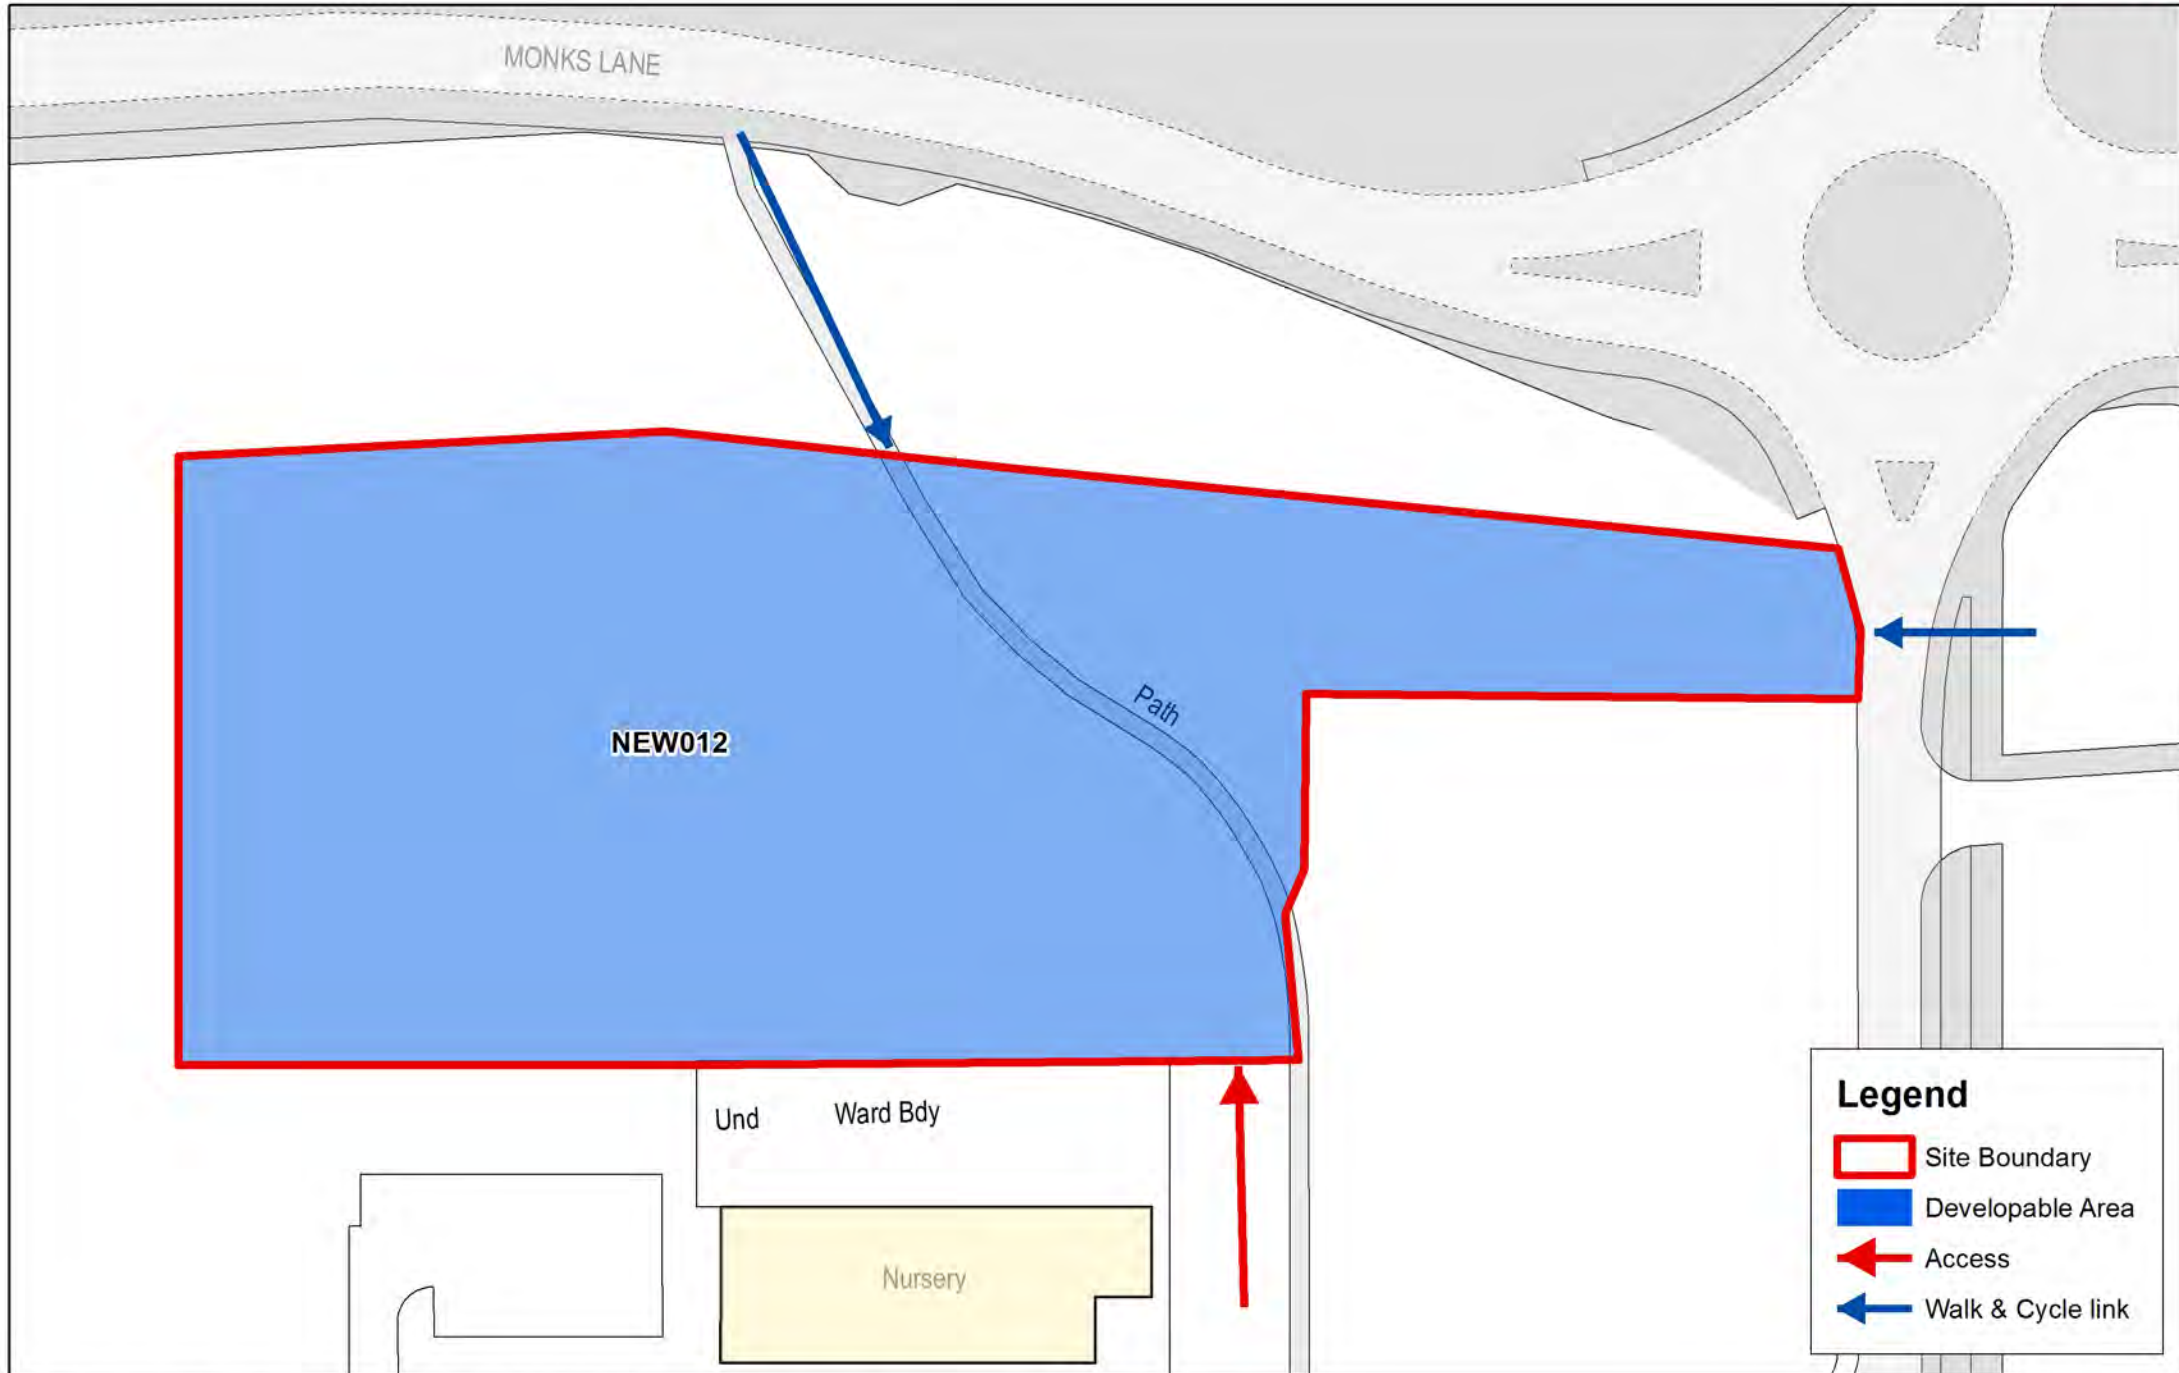 MONKS LANE
Path
NEW012
Und Ward Bdy
Nursery
Legend
Site Boundary
Developable Area
Access
Walk & Cycle link